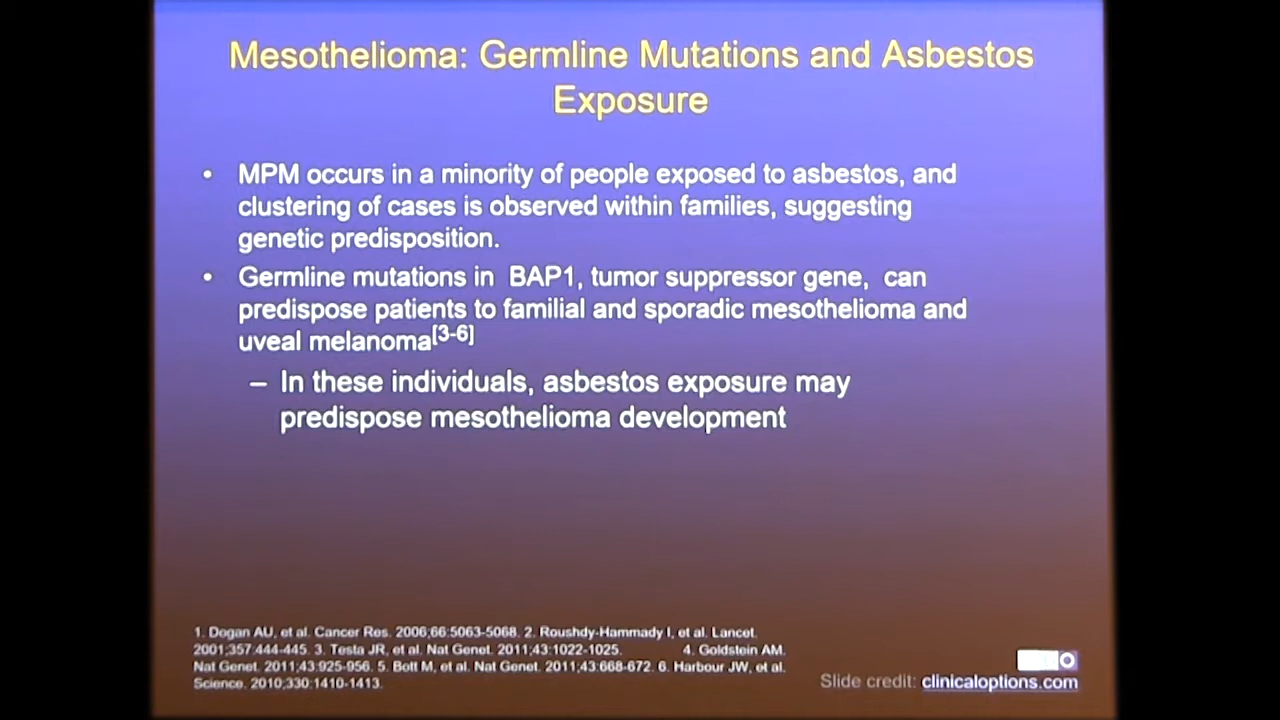 Mesothelioma: Germline Mutations and Asbestos
Exposure
• MPM occurs in a minority of people exposed to asbestos, and
clustering of cases is observed within families, suggesting
genetic predisposition.
• Germline mutations in BAP1, tumor suppressor gene, can
predispose patients to familial and sporadic mesothelioma and
uveal melanoma[3-6]
– In these individuals, asbestos exposure may
predispose mesothelioma development
1. Dogan AU, et al. Cancer Res. 2006;66:5063-5068. 2. Roushdy-Hammady I, et al. Lancet.
2001;357:444-445. 3. Testa JR, et al. Nat Genet. 2011;43:1022-1025. 4. Goldstein AM.
Nat Genet. 2011;43:925-956. 5. Bott M, et al. Nat Genet. 2011;43:668-672. 6. Harbour JW, et al.
Science. 2010;330:1410-1413.
Slide credit: clinicaloptions.com